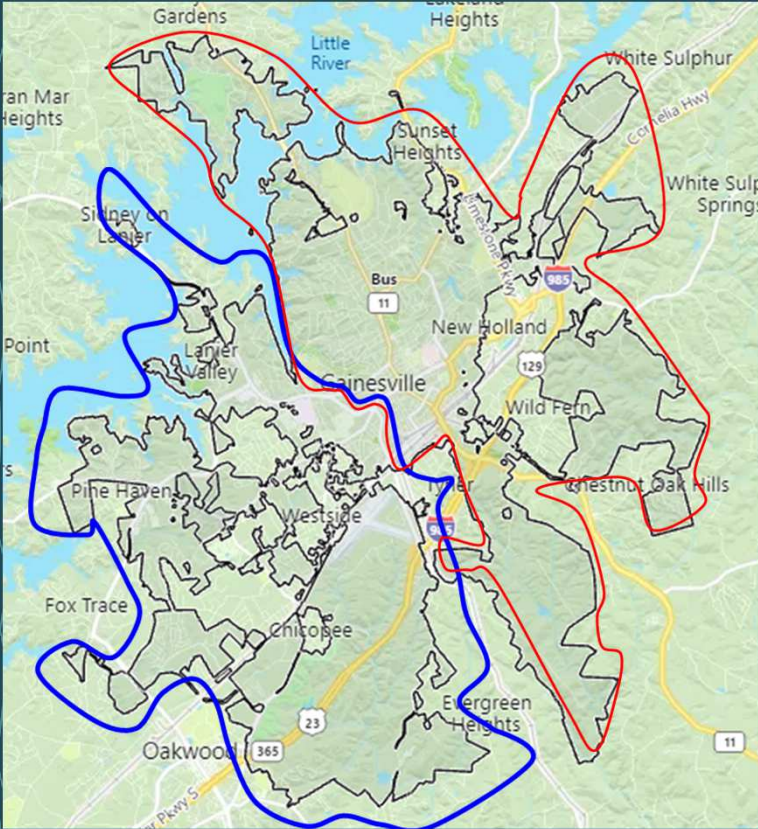 Gardens
Lakeland
Heights
Little
River
White Sulphur
ran Mar
Heights
Cornelia Hwy
Sunset
Heights
White Sulp
Springs
Sidney on
Lanier
Limestone Pkwy
Bus
11
985
Point
New Holland
Lanier
Valley
129
Gainesville
Wild Fern
rs
Pine Haven
Chestnut Oak Hills
Westside
985
Fox Trace
Chicopee
Evergreen
Heights
23
Oakwood
365
11
er Pkwy S